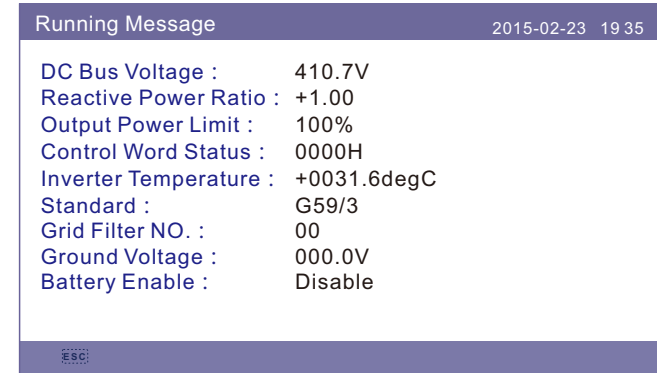 Running Message 2015-02-23 19 35
DC Bus Voltage : 410.7V
Reactive Power Ratio : +1.00
Output Power Limit : 100%
Control Word Status : 0000H
Inverter Temperature : +0031.6degC
Standard : G59/3
Grid Filter NO. : 00
Ground Voltage : 000.0V
Battery Enable : Disable
ESC